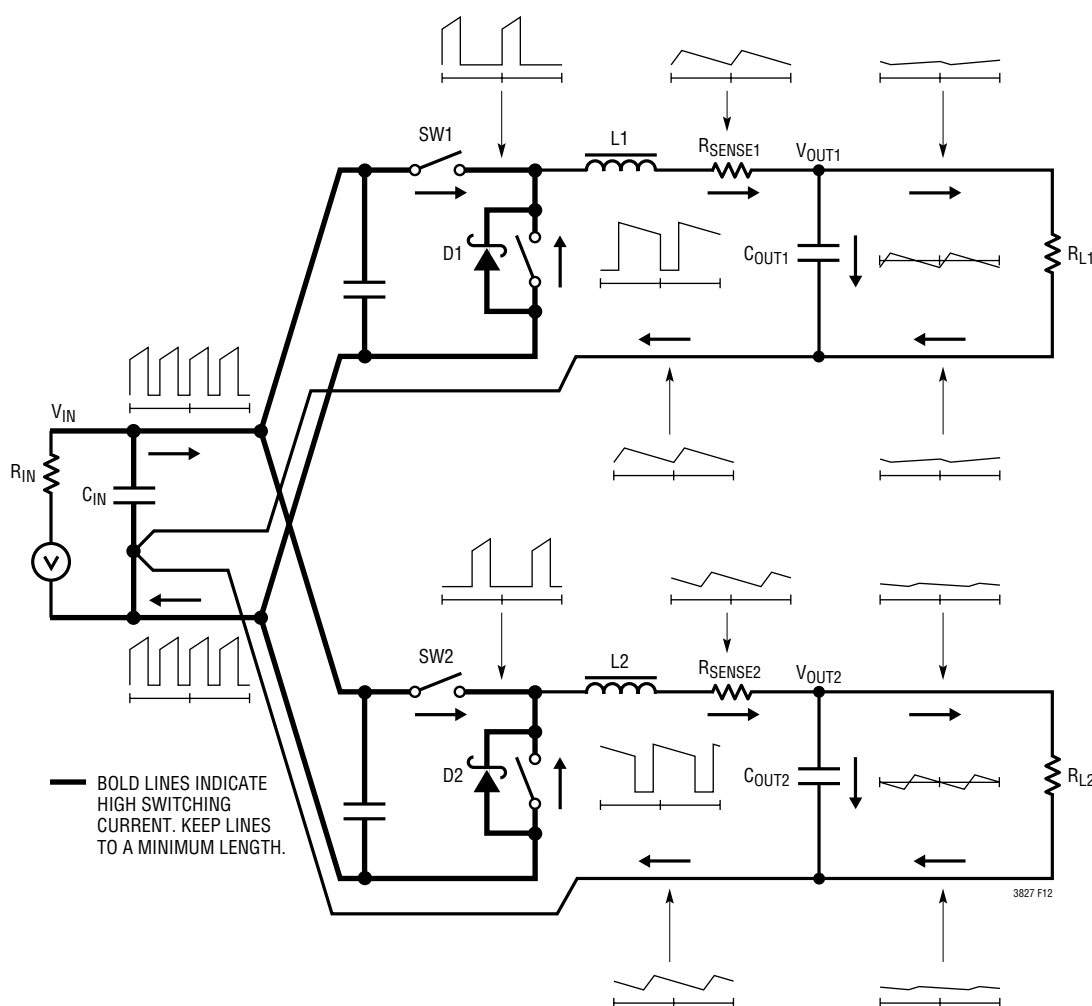 SW1
L1
RSENSE1
VOUT1
D1
COUT1
RL1
VIN
RIN
CIN
SW2
L2
RSENSE2
VOUT2
D2
COUT2
RL2
BOLD LINES INDICATE
HIGH SWITCHING
CURRENT. KEEP LINES
TO A MINIMUM LENGTH.
V
3827 F12